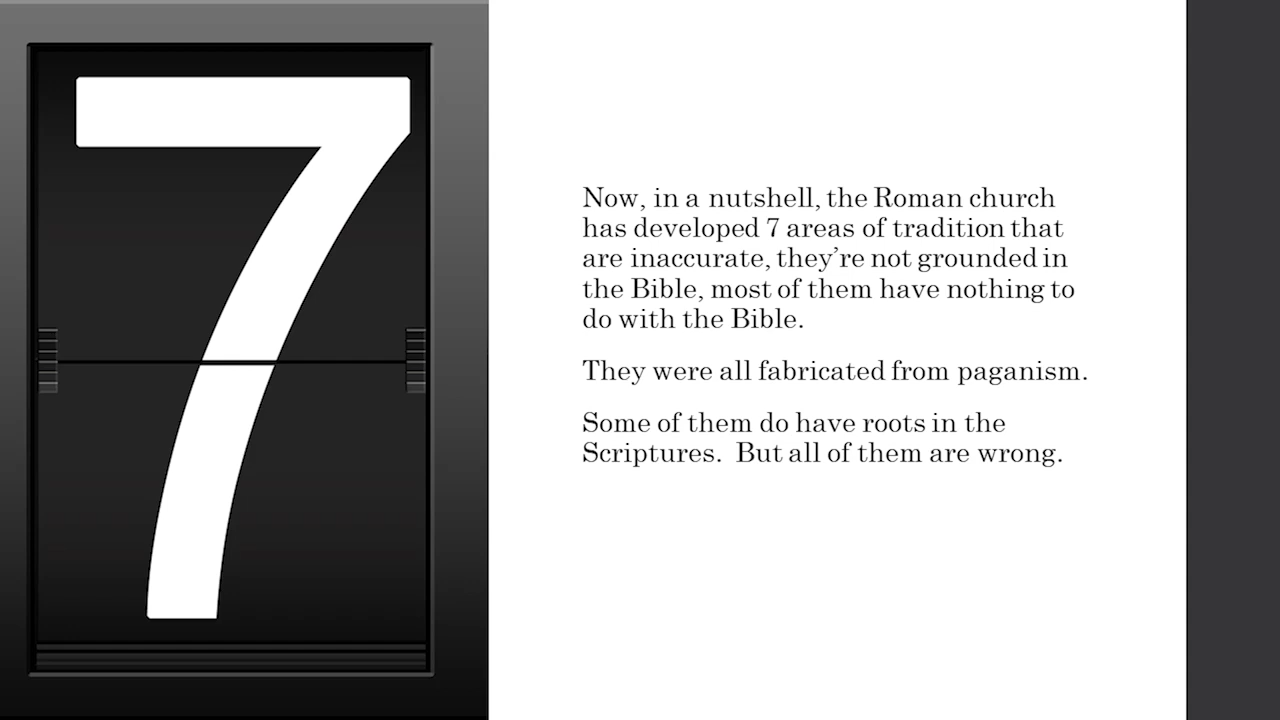 7
Now, in a nutshell, the Roman church
has developed 7 areas of tradition that
are inaccurate, they’re not grounded in
the Bible, most of them have nothing to
do with the Bible.
They were all fabricated from paganism.
Some of them do have roots in the
Scriptures.  But all of them are wrong.